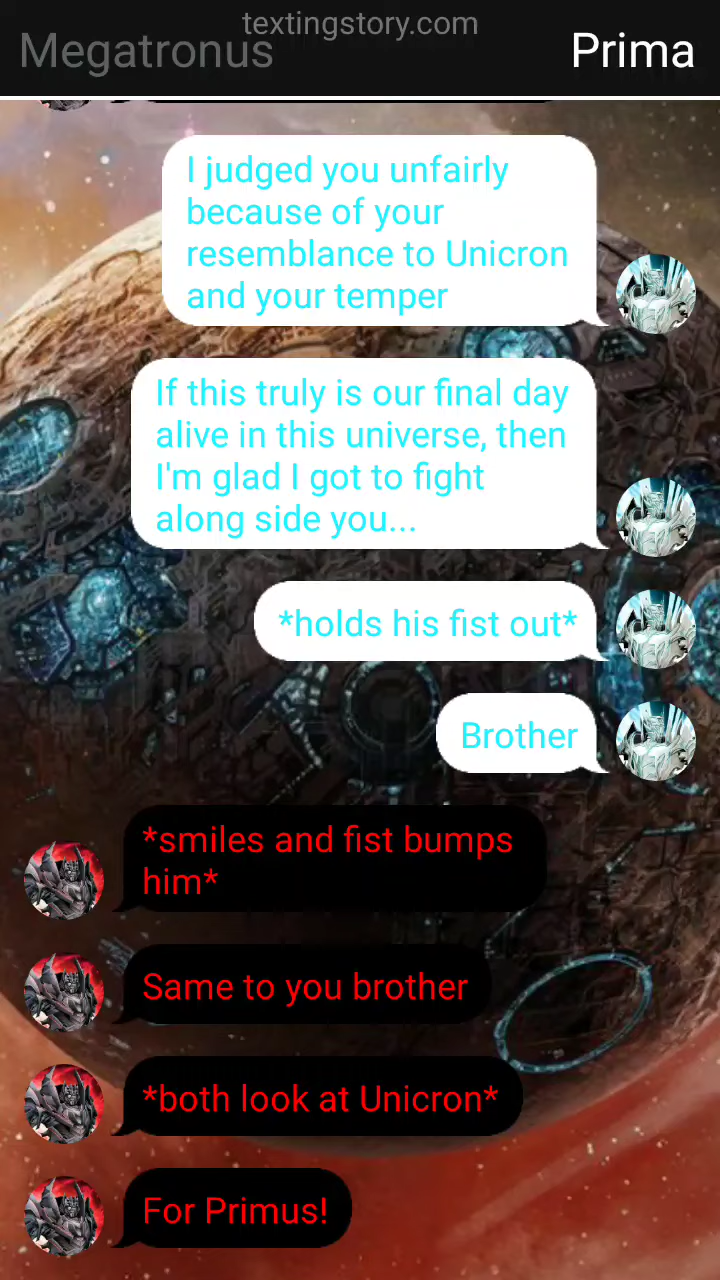 textingstory.com
Megatronus
Prima
I judged you unfairly
because of your
resemblance to Unicron
and your temper
If this truly is our final day
alive in this universe, then
I'm glad I got to fight
along side you...
*holds his fist out*
Brother
*smiles and fist bumps
him*
Same to you brother
*both look at Unicron*
For Primus!